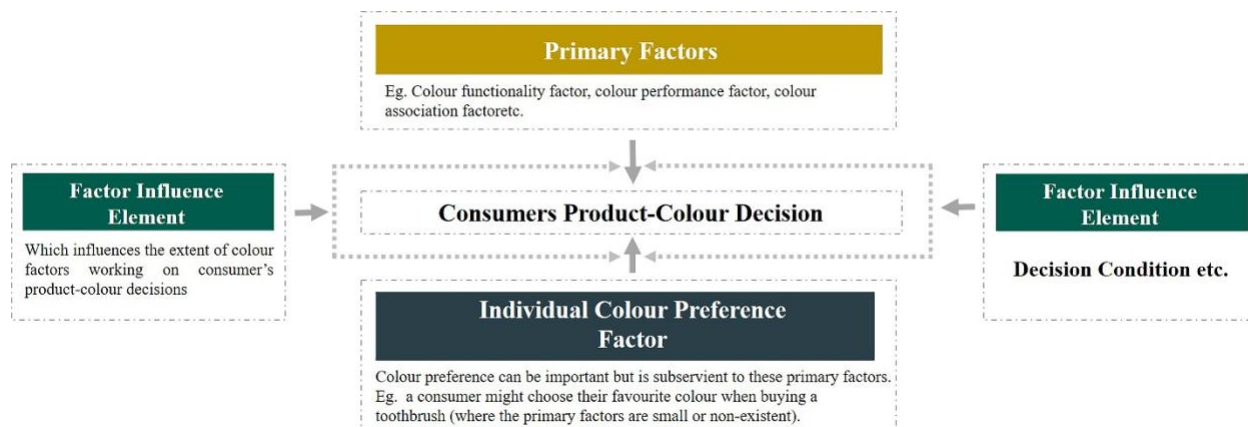 Primary Factors
Eg. Colour functionality factor, colour performance factor, colour
association factoretc.
Factor Influence
Element
Which influences the extent of colour
factors working on consumer's
product-colour decisions
Consumers Product-Colour Decision
Factor Influence
Element
Decision Condition etc.
Individual Colour Preference
Factor
Colour preference can be important but is subservient to these primary factors.
Eg. a consumer might choose their favourite colour when buying a
toothbrush (where the primary factors are small or non-existent).